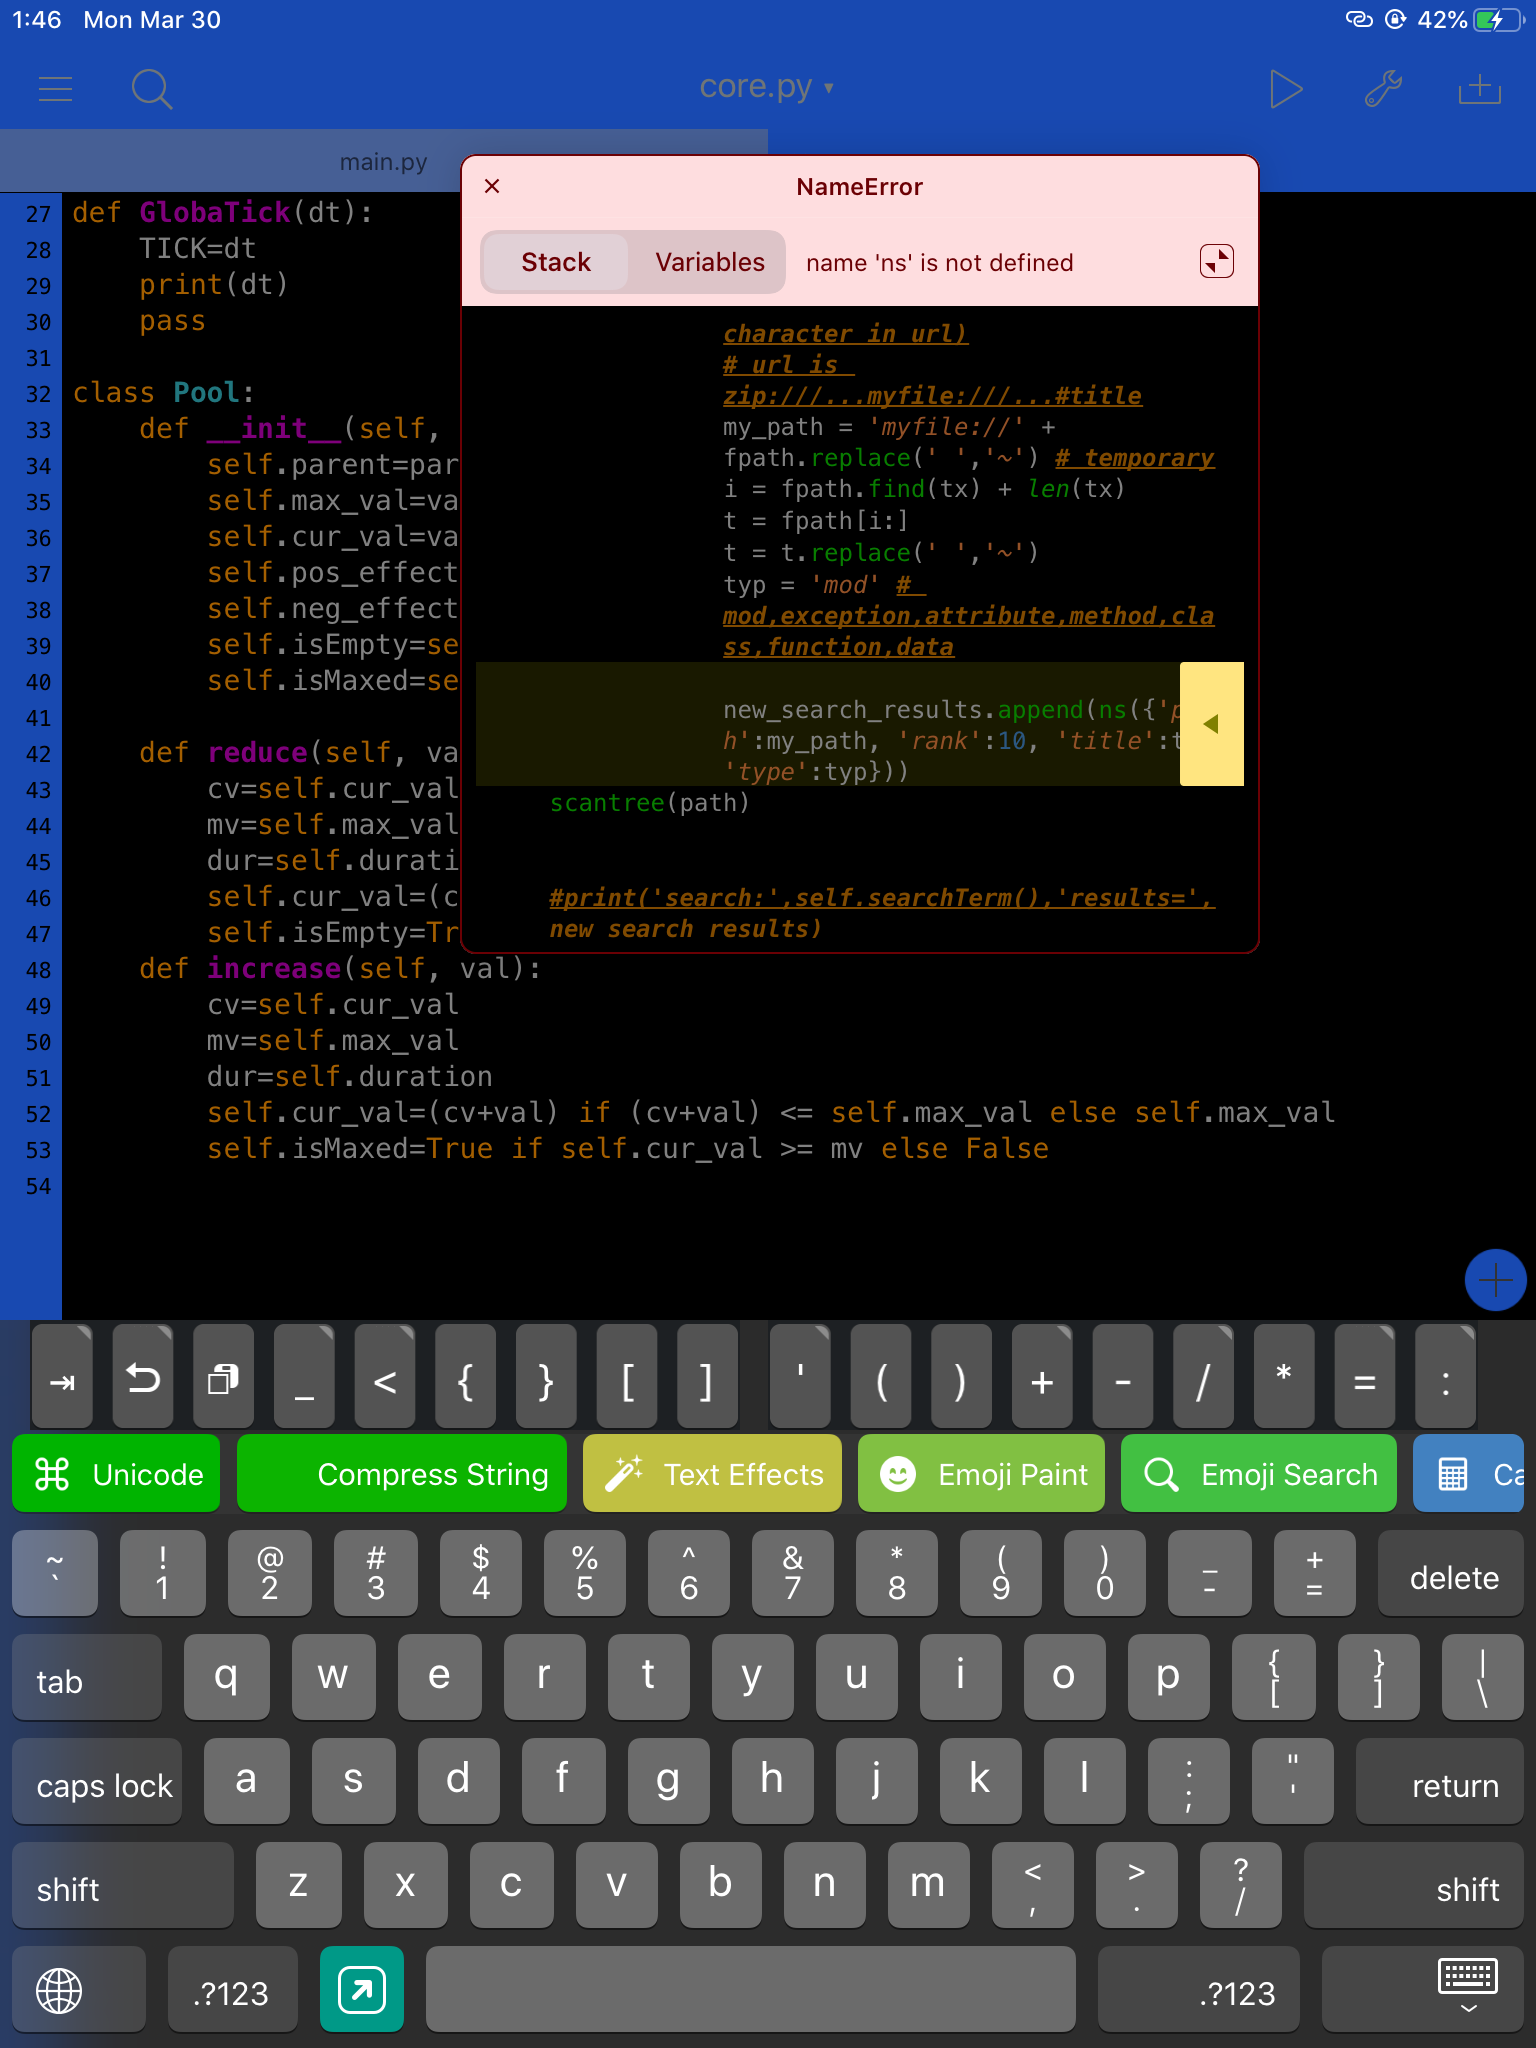 1:46 Mon Mar 30
42%
core.py ▾
main.py
NameError
Stack Variables name 'ns' is not defined
character in url)
# url is
zip:///...myfile:///...#title
my_path = 'myfile://' +
fpath.replace(' ','~') # temporary
i = fpath.find(tx) + len(tx)
t = fpath[i:]
t = t.replace(' ','~')
typ = 'mod' #
mod,exception,attribute,method,cla
ss,function,data
new_search_results.append(ns({'p
h':my_path, 'rank':10, 'title':t
'type':typ}))
scantree(path)
#print('search:',self.searchTerm(),'results=',
new search results)
27 def GlobaTick(dt):
28 TICK=dt
29 print(dt)
30 pass
31
32 class Pool:
33 def __init__(self,
34 self.parent=par
35 self.max_val=va
36 self.cur_val=va
37 self.pos_effect
38 self.neg_effect
39 self.isEmpty=se
40 self.isMaxed=se
41
42 def reduce(self, va
43 cv=self.cur_val
44 mv=self.max_val
45 dur=self.durati
46 self.cur_val=(c
47 self.isEmpty=Tr
48 def increase(self, val):
49 cv=self.cur_val
50 mv=self.max_val
51 dur=self.duration
52 self.cur_val=(cv+val) if (cv+val) <= self.max_val else self.max_val
53 self.isMaxed=True if self.cur_val >= mv else False
54
_ < { } [ ] ' ( ) + - / * = :
Unicode Compress String Text Effects Emoji Paint Emoji Search Ca
~ ! @ # $ % ^ & * ( ) _ +
` 1 2 3 4 5 6 7 8 9 0 - = delete
tab q w e r t y u i o p { [ } ] | \
caps lock a s d f g h j k l : ; " ' return
shift z x c v b n m < , > . ? / shift
.?123 .?123